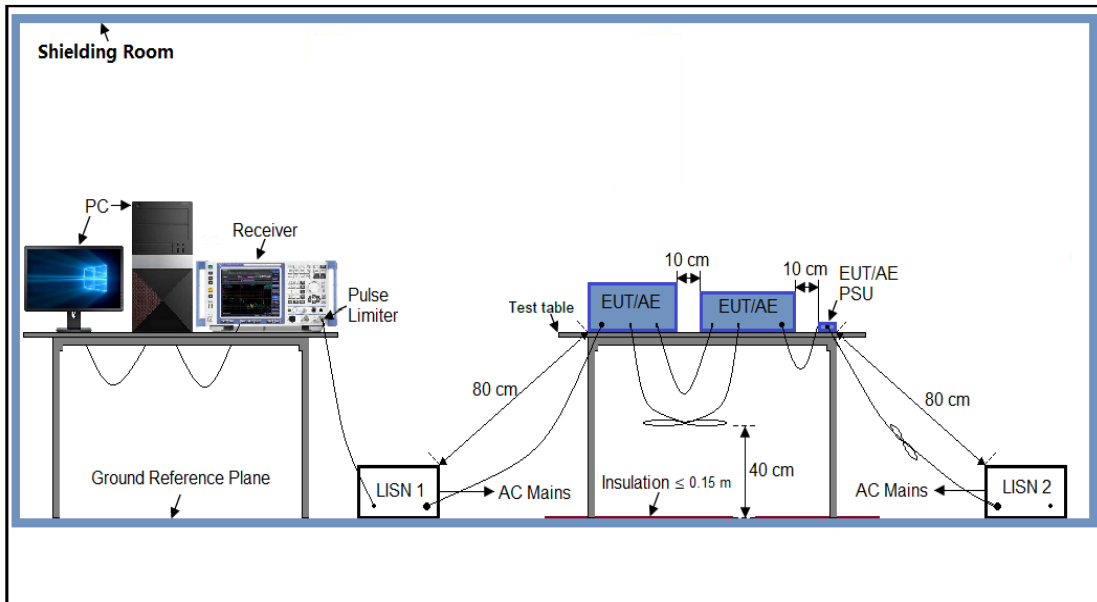 Shielding Room
PC
Receiver
Pulse
Limiter
10 cm
10 cm
EUT/AE
PSU
EUT/AE
EUT/AE
Test table
80 cm
80 cm
Ground Reference Plane
LISN 1
AC Mains
Insulation ≤ 0.15 m
40 cm
AC Mains
LISN 2